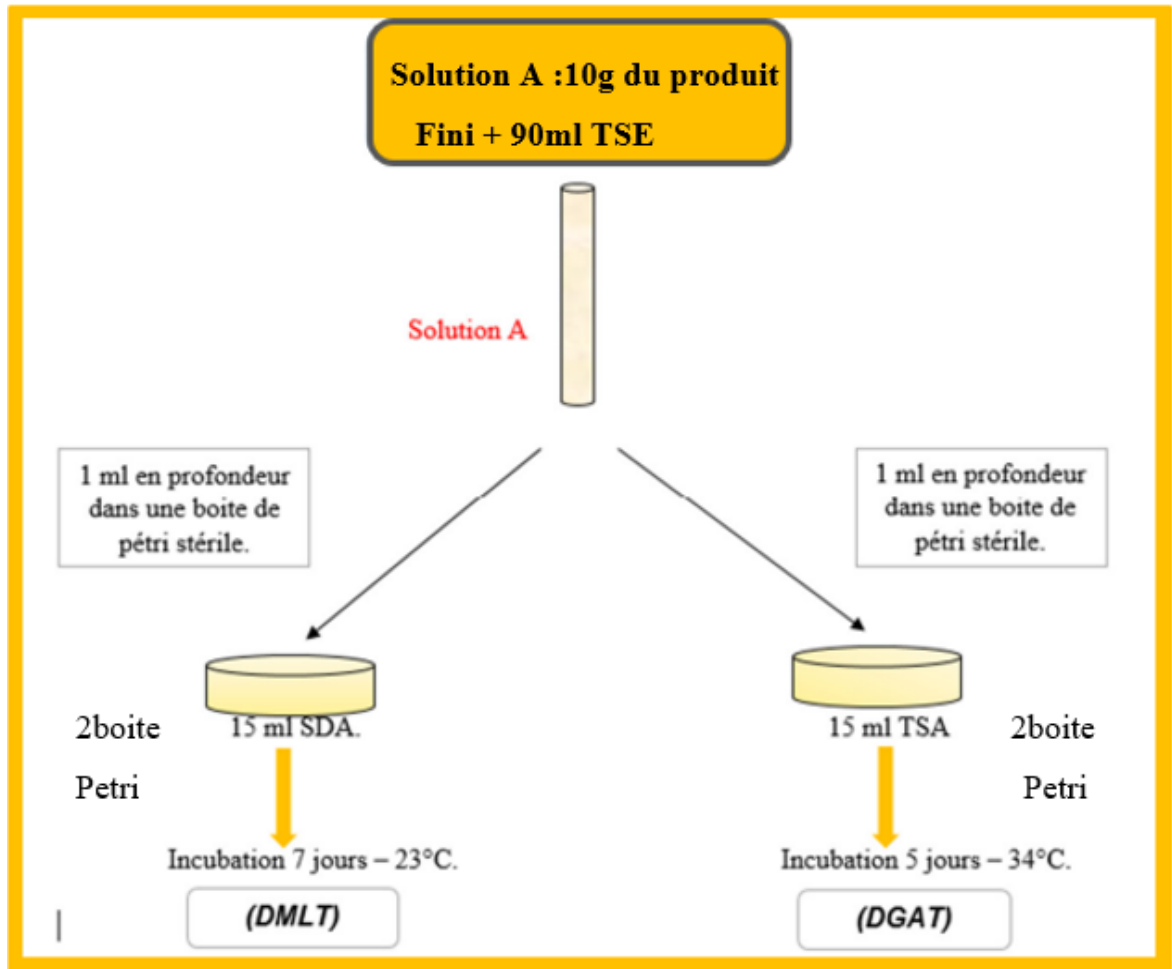 Solution A :10g du produit
Fini + 90ml TSE
Solution A
1 ml en profondeur
dans une boite de
pétri stérile.
1 ml en profondeur
dans une boite de
pétri stérile.
2boite
Petri
15 ml SDA.
15 ml TSA
2boite
Petri
Incubation 7 jours – 23°C.
Incubation 5 jours – 34°C.
(DMLT)
(DGAT)